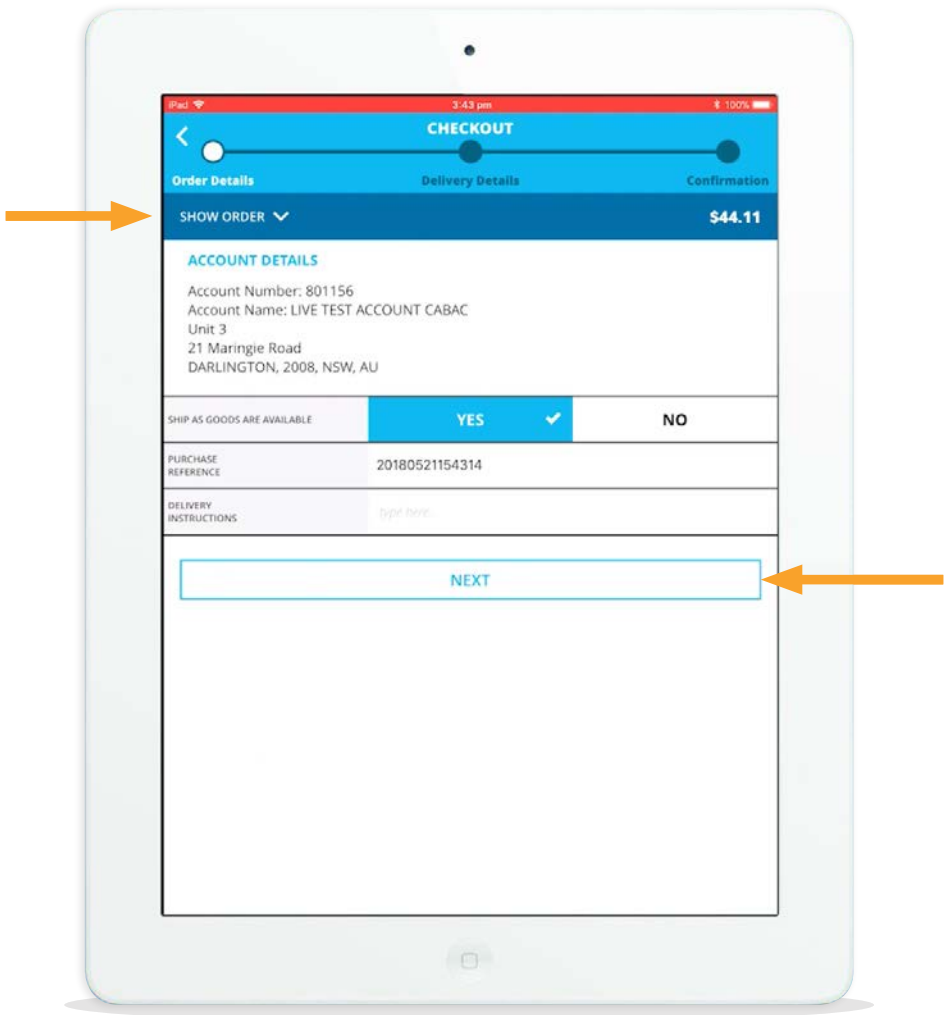 iPad 3:43 pm 100%
CHECKOUT
Order Details Delivery Details Confirmation
SHOW ORDER $44.11
ACCOUNT DETAILS
Account Number: 801156
Account Name: LIVE TEST ACCOUNT CABAC
Unit 3
21 Maringie Road
DARLINGTON, 2008, NSW, AU
SHIP AS GOODS ARE AVAILABLE YES NO
PURCHASE
REFERENCE
20180521154314
DELIVERY
INSTRUCTIONS
type here...
NEXT